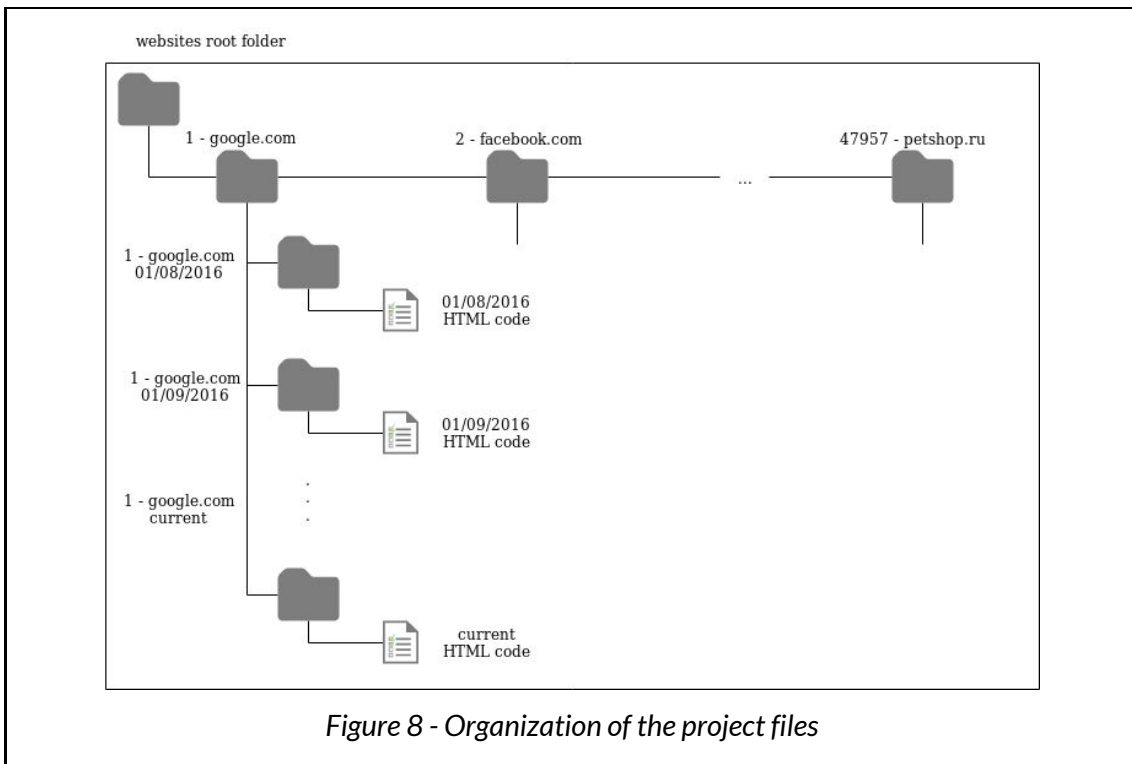 websites root folder
1 - google.com
2 - facebook.com
47957 - petshop.ru
...
1 - google.com
01/08/2016
01/08/2016
HTML code
1 - google.com
01/09/2016
01/09/2016
HTML code
.
.
.
1 - google.com
current
current
HTML code
Figure 8 - Organization of the project files